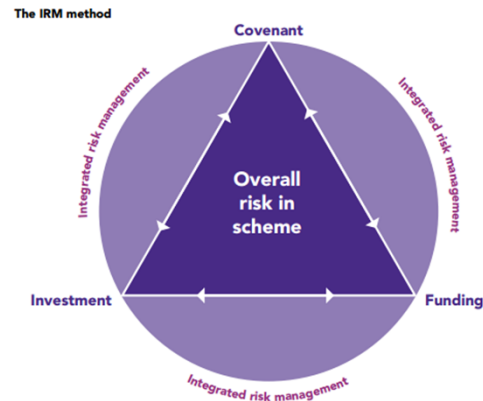 The IRM method
Covenant
Integrated risk management
Integrated risk management
Overall
risk in
scheme
Investment
Funding
Integrated risk management